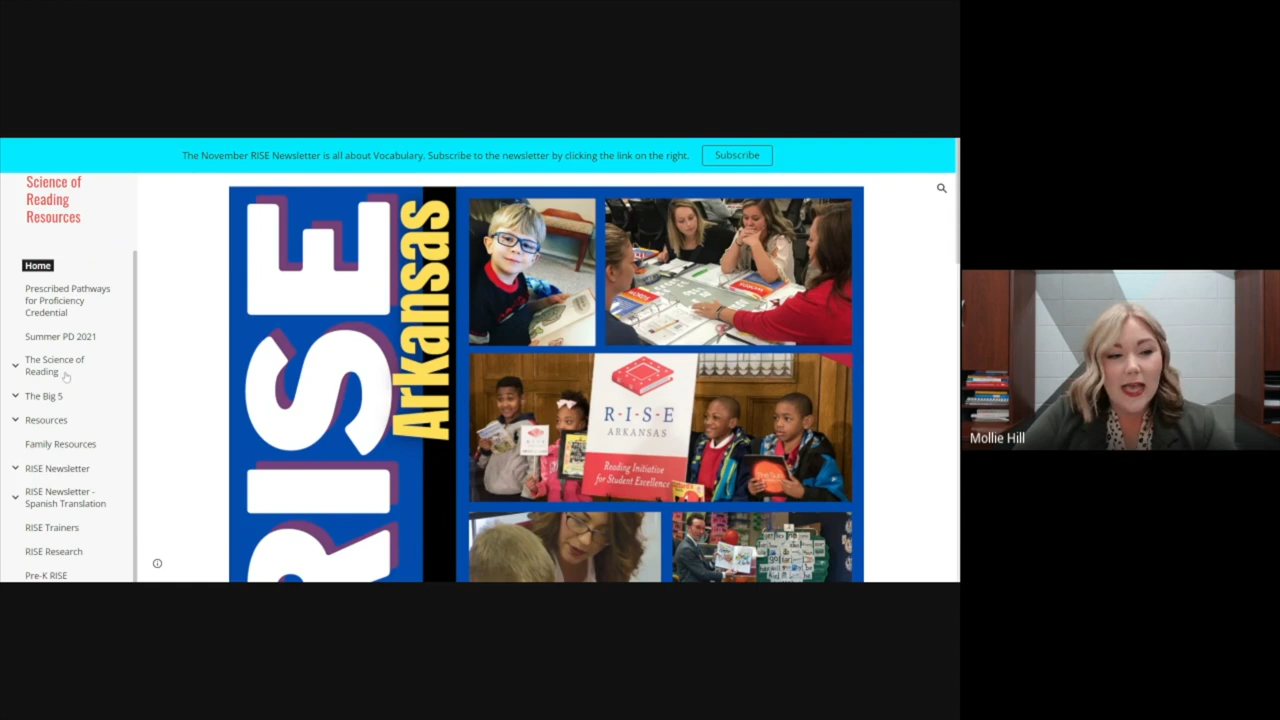 The November RISE Newsletter is all about Vocabulary. Subscribe to the newsletter by clicking the link on the right.
Subscribe
Science of
Reading
Resources
Home
Prescribed Pathways
for Proficiency
Credential
Summer PD 2021
The Science of
Reading
The Big 5
Resources
Family Resources
RISE Newsletter
RISE Newsletter -
Spanish Translation
RISE Trainers
RISE Research
Pre-K RISE
RISE
Arkansas
R·I·S·E
ARKANSAS
Reading Initiative
for Student Excellence
Mollie Hill